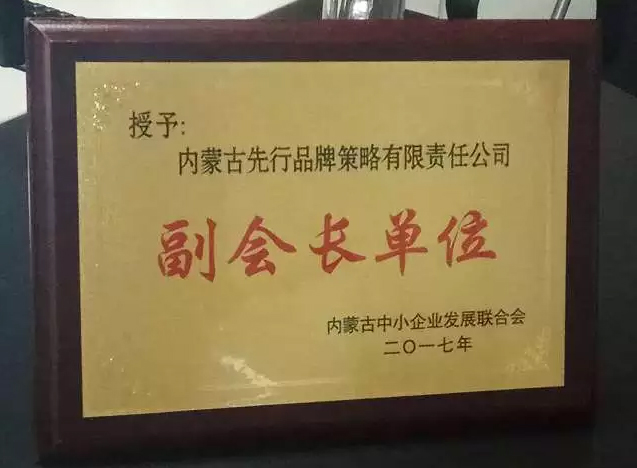 授予:
内蒙古先行品牌策略有限责任公司
副会长单位
内蒙古中小企业发展联合会
二〇一七年